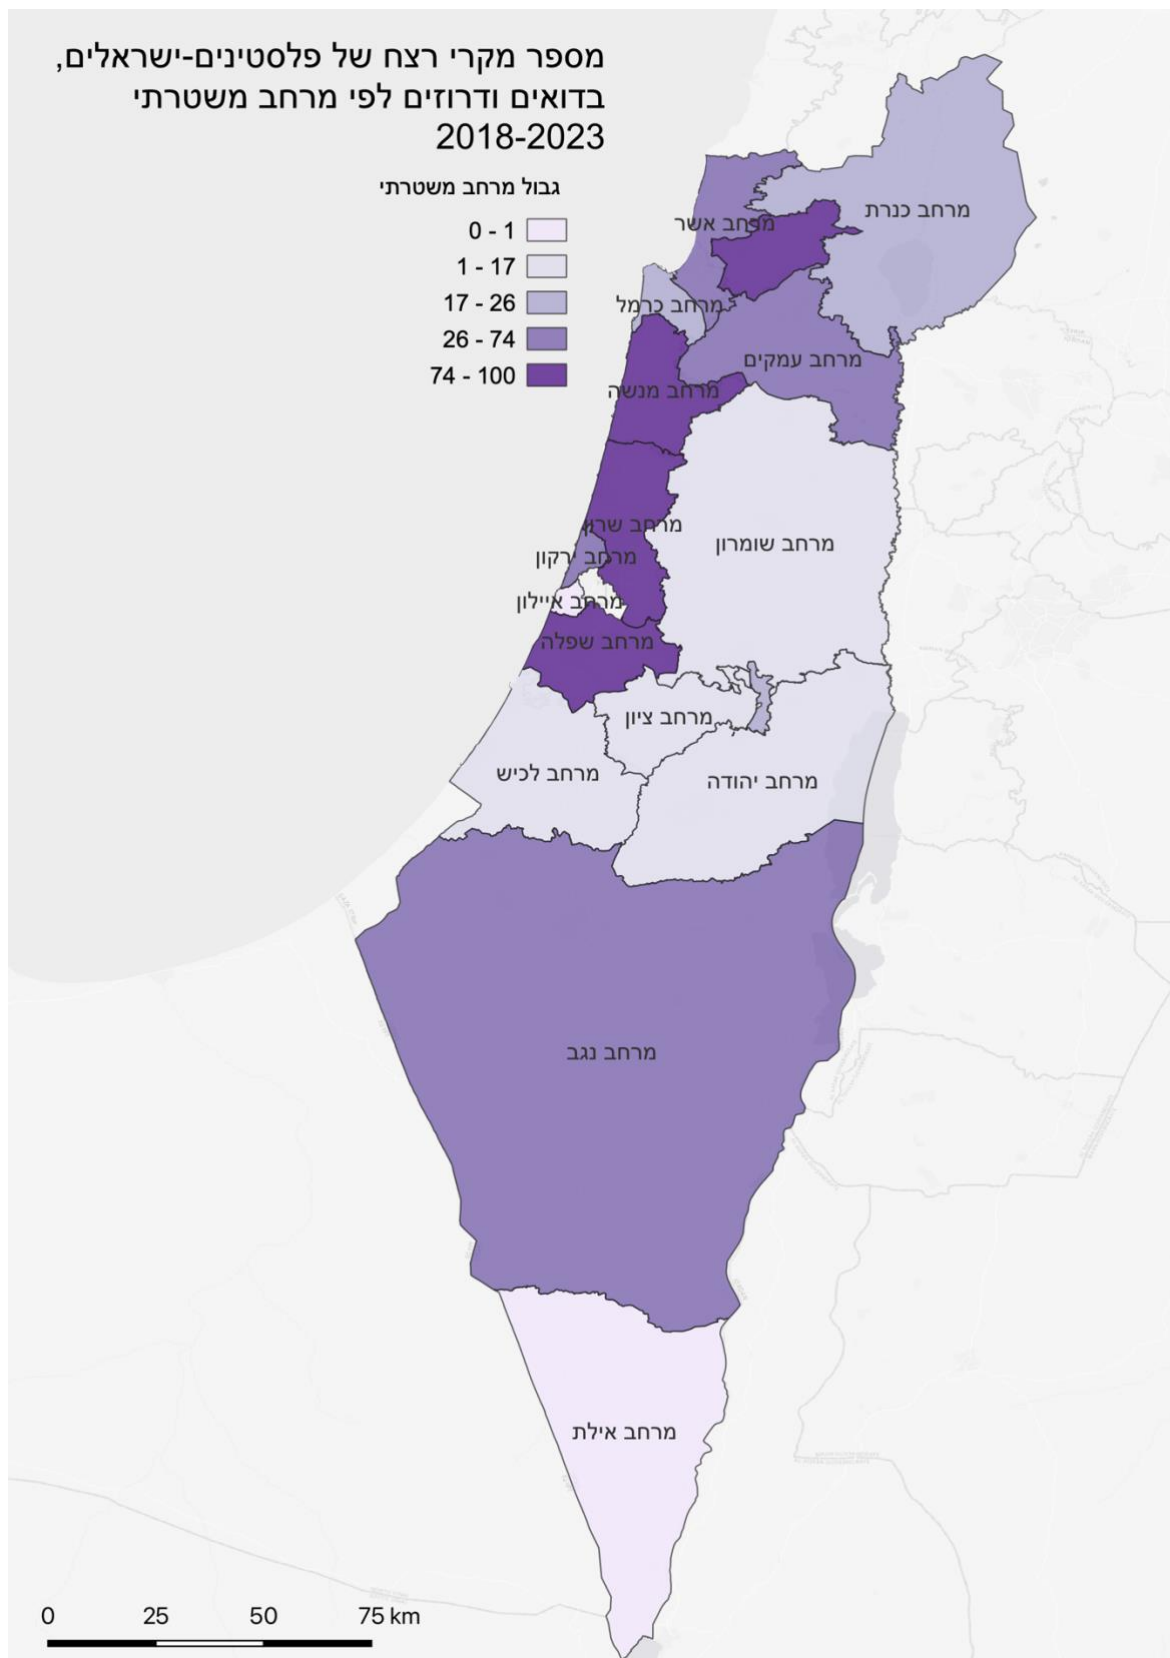 מספר מקרי רצח של פלסטינים-ישראלים,
בדואים ודרוזים לפי מרחב משטרתי
2018-2023
גבול מרחב משטרתי
0 - 1
1 - 17
17 - 26
26 - 74
74 - 100
מרחב כנרת
מרחב אשר
מרחב כרמל
מרחב עמקים
מרחב מנשה
מרחב שרון
מרחב שומרון
מרחב ירקון
מרחב איילון
מרחב שפלה
מרחב ציון
מרחב לכיש
מרחב יהודה
מרחב נגב
מרחב אילת
0 25 50 75 km